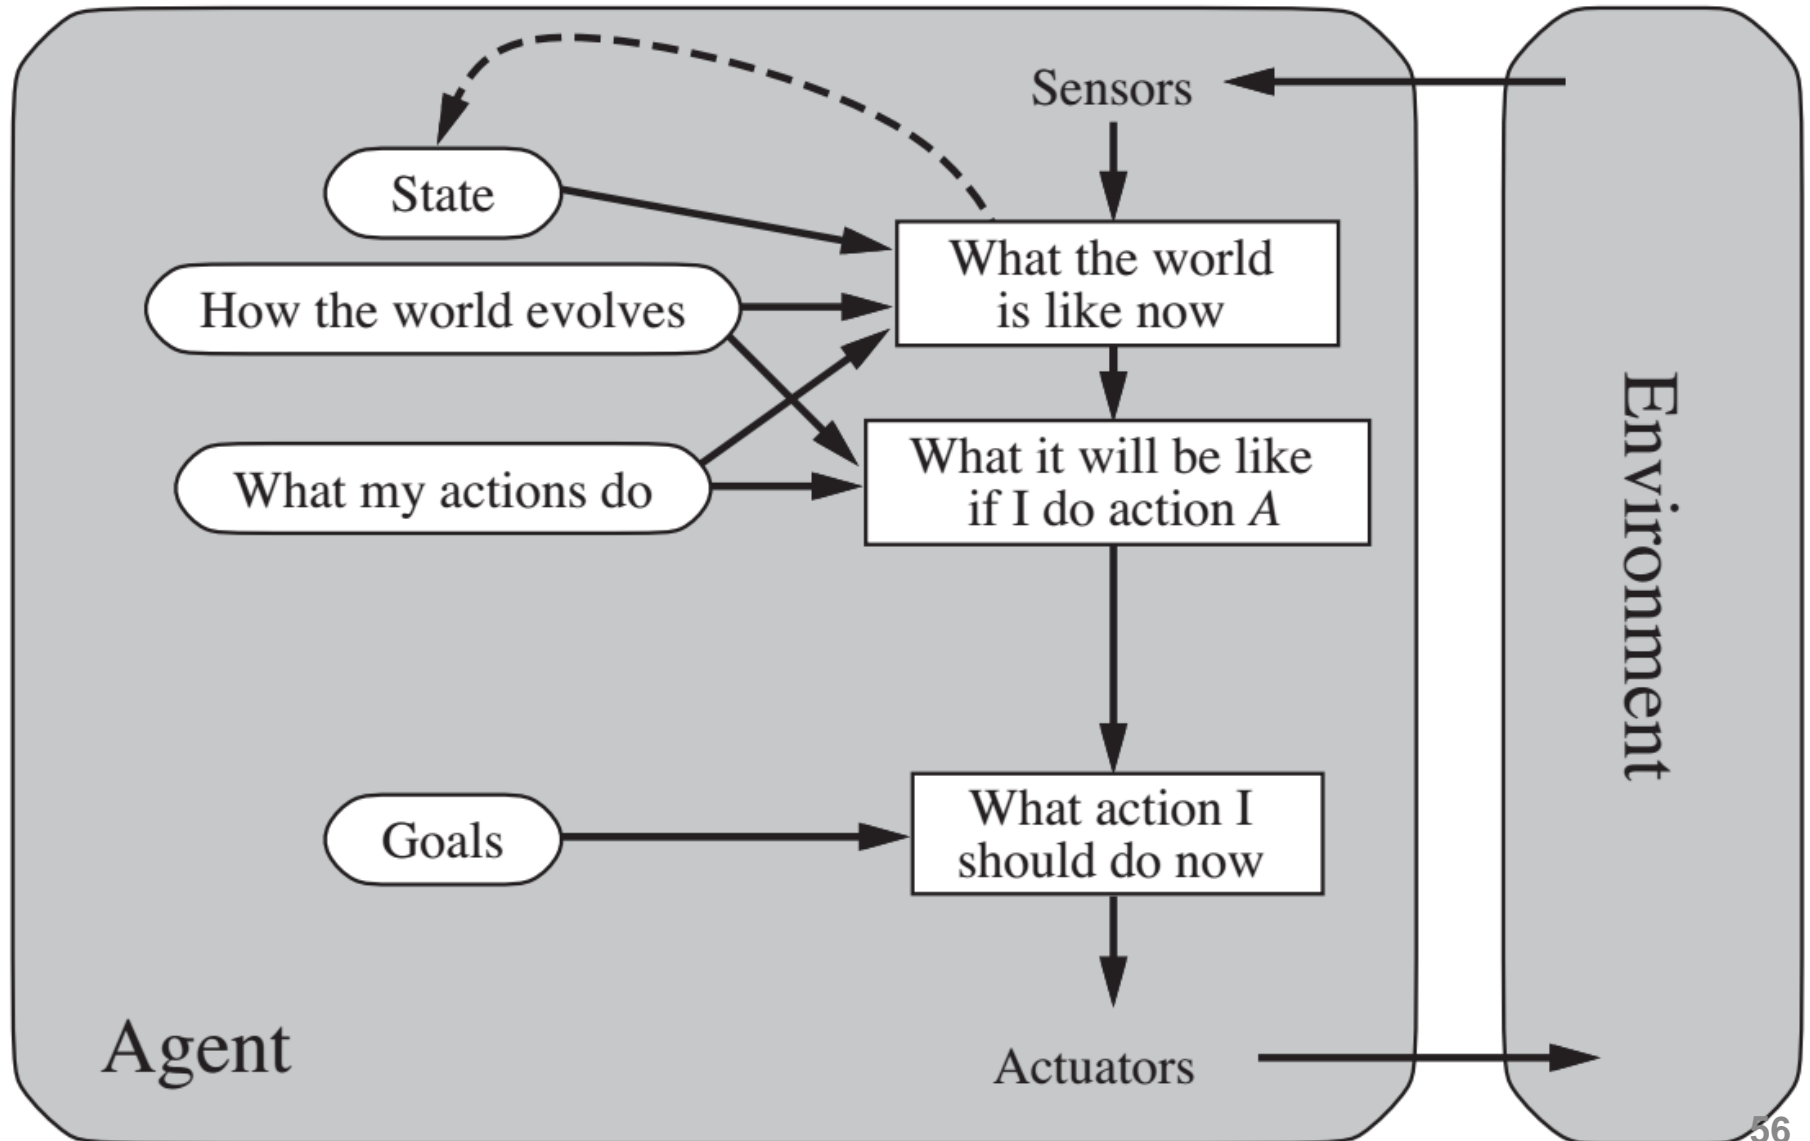 Sensors
State
What the world
is like now
How the world evolves
What it will be like
if I do action A
What my actions do
Environment
What action I
should do now
Goals
Agent
Actuators
56